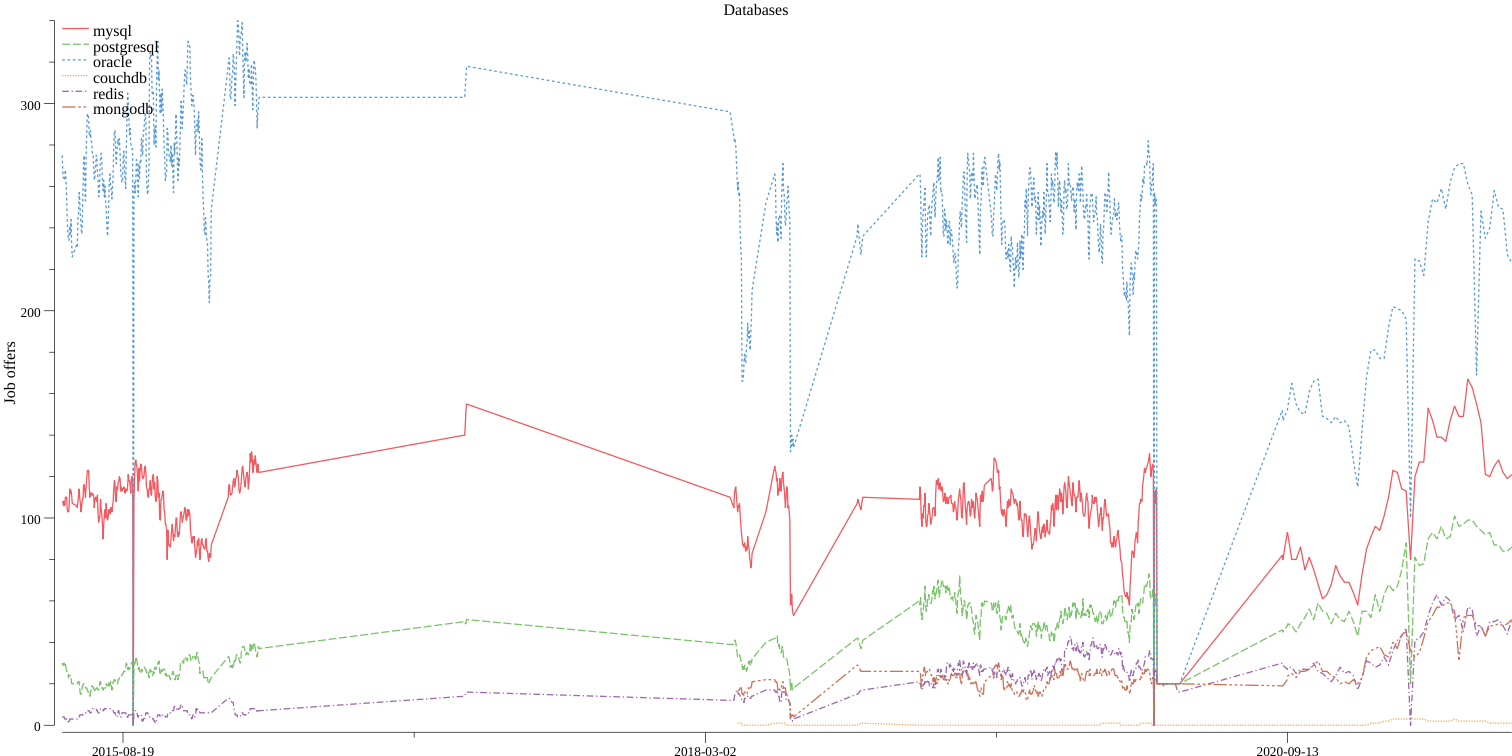 Databases
mysql
postgresql
oracle
couchdb
redis
mongodb
300
200
100
0
Job offers
2015-08-19
2018-03-02
2020-09-13